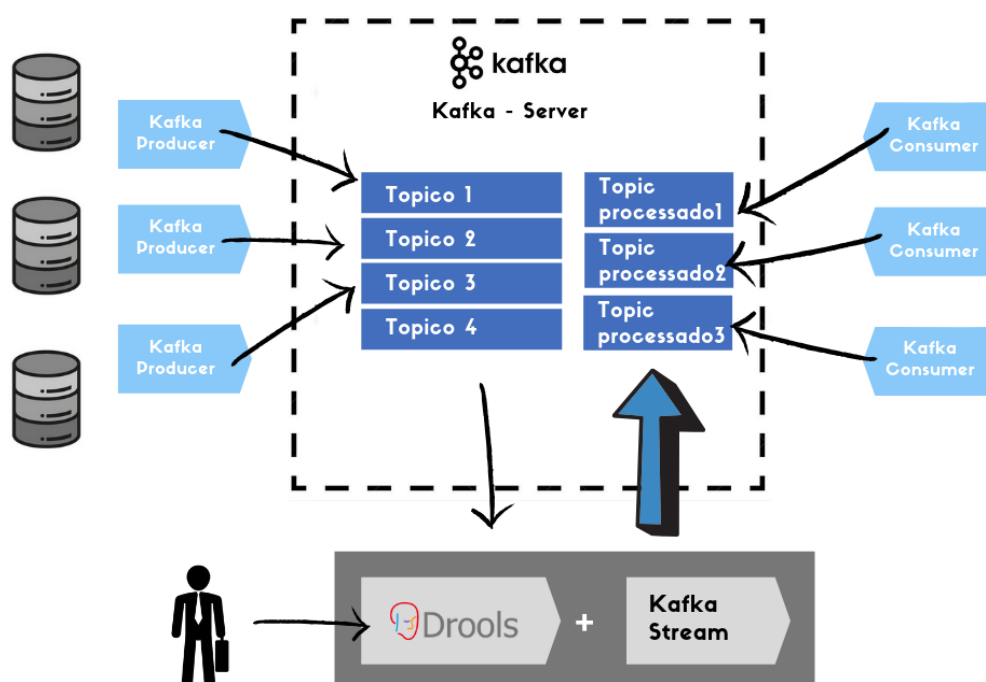 kafka
Kafka - Server
Kafka
Producer
Kafka
Producer
Kafka
Producer
Topico 1
Topico 2
Topico 3
Topico 4
Topic
processado1
Topic
processado2
Topic
processado3
Kafka
Consumer
Kafka
Consumer
Kafka
Consumer
Drools
+
Kafka
Stream